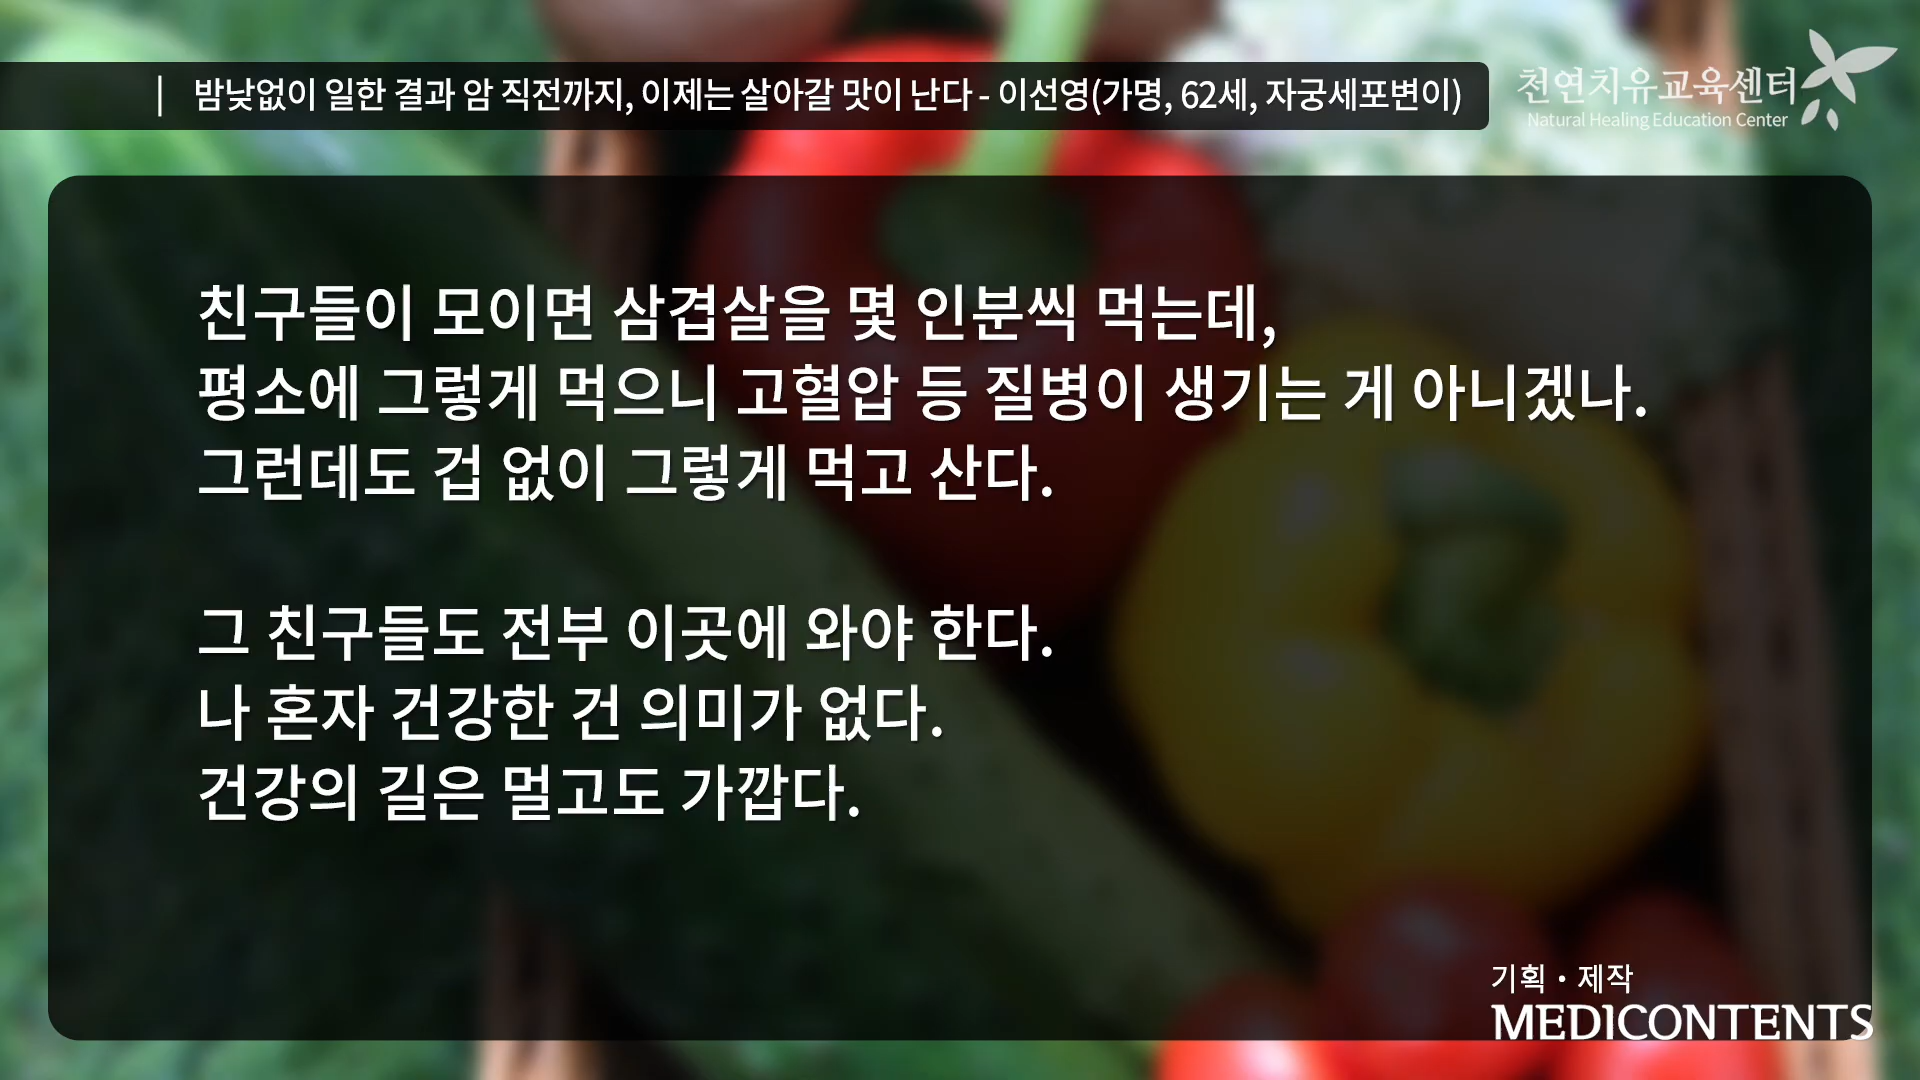 밤낮없이 일한 결과 암 직전까지, 이제는 살아갈 맛이 난다 - 이선영(가명, 62세, 자궁세포변이)
천연치유교육센터
Natural Healing Education Center
친구들이 모이면 삼겹살을 몇 인분씩 먹는데,
평소에 그렇게 먹으니 고혈압 등 질병이 생기는 게 아니겠나.
그런데도 겁 없이 그렇게 먹고 산다.
그 친구들도 전부 이곳에 와야 한다.
나 혼자 건강한 건 의미가 없다.
건강의 길은 멀고도 가깝다.
기획 · 제작
MEDICONTENTS